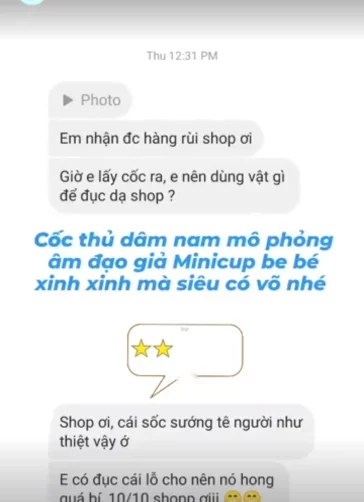 Thu 12:31 PM
Photo
Em nhận đc hàng rùi shop ơi
Giờ e lấy cốc ra, e nên dùng vật gì
để đục dạ shop ?
Cốc thủ dâm nam mô phỏng
âm đạo giả Minicup be bé
xinh xinh mà siêu có võ nhé
Shop ơi, cái sốc sướng tê người như
thiệt vậy ớ
E có đục cái lỗ cho nên nó hong
quá bí, 10/10 shopp ơiii